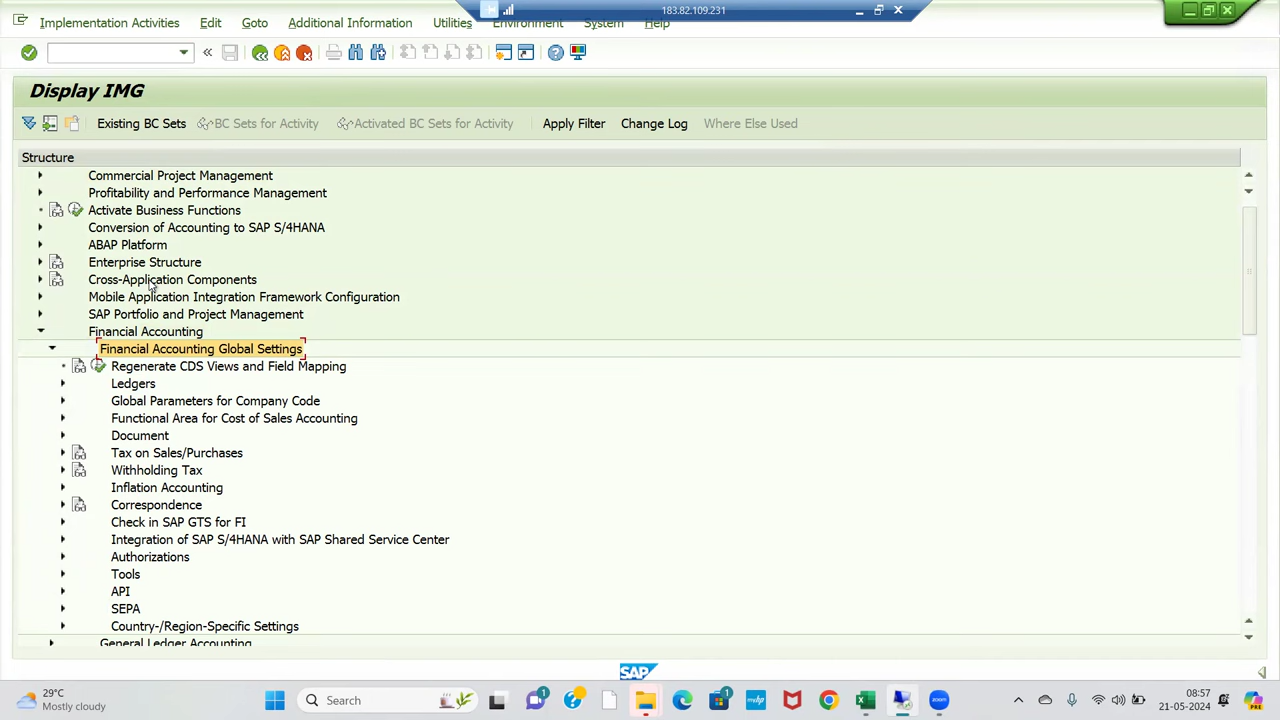 183.82.109.231
Implementation Activities Edit Goto Additional Information Utilities Environment System Help
Display IMG
Existing BC Sets BC Sets for Activity Activated BC Sets for Activity Apply Filter Change Log Where Else Used
Structure
Commercial Project Management
Profitability and Performance Management
Activate Business Functions
Conversion of Accounting to SAP S/4HANA
ABAP Platform
Enterprise Structure
Cross-Application Components
Mobile Application Integration Framework Configuration
SAP Portfolio and Project Management
Financial Accounting
Financial Accounting Global Settings
Regenerate CDS Views and Field Mapping
Ledgers
Global Parameters for Company Code
Functional Area for Cost of Sales Accounting
Document
Tax on Sales/Purchases
Withholding Tax
Inflation Accounting
Correspondence
Check in SAP GTS for FI
Integration of SAP S/4HANA with SAP Shared Service Center
Authorizations
Tools
API
SEPA
Country-/Region-Specific Settings
General Ledger Accounting
SAP
29°C
Mostly cloudy
Search
1
1
mdp
08:57
21-05-2024
PRE